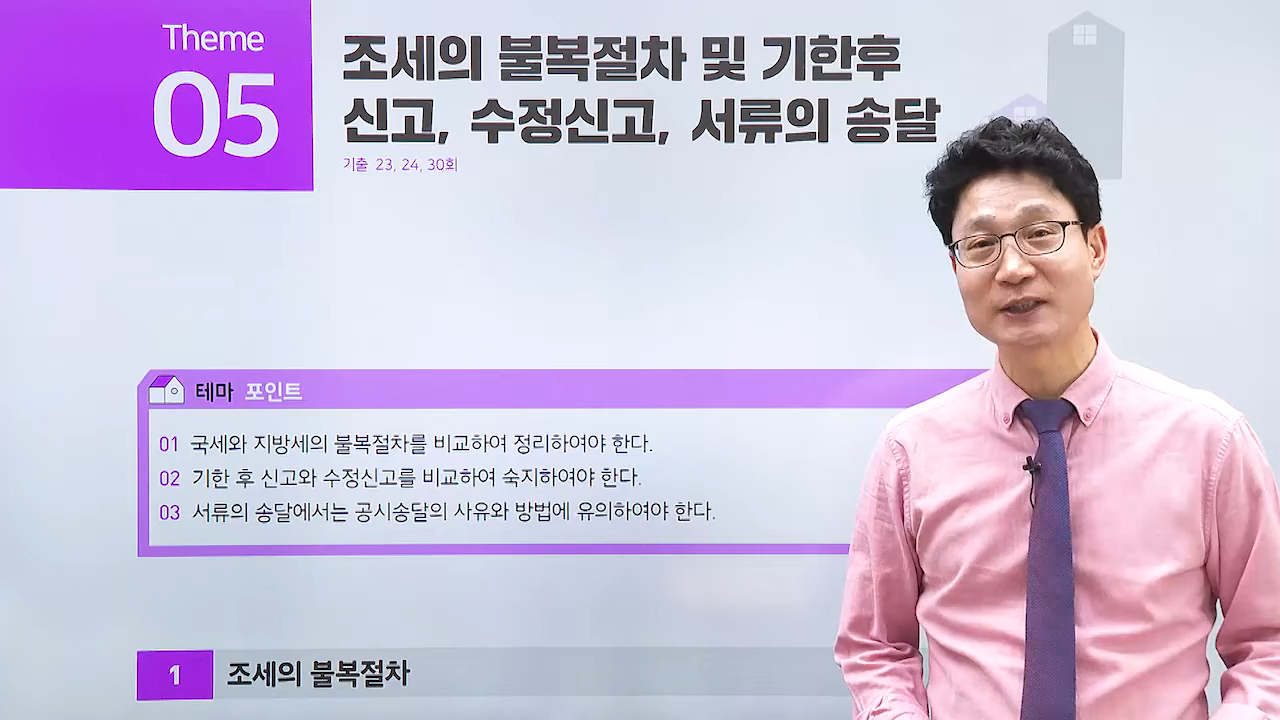 Theme
05
조세의 불복절차 및 기한후
신고, 수정신고, 서류의 송달
기출 23, 24, 30회
테마 포인트
01 국세와 지방세의 불복절차를 비교하여 정리하여야 한다.
02 기한 후 신고와 수정신고를 비교하여 숙지하여야 한다.
03 서류의 송달에서는 공시송달의 사유와 방법에 유의하여야 한다.
1 조세의 불복절차